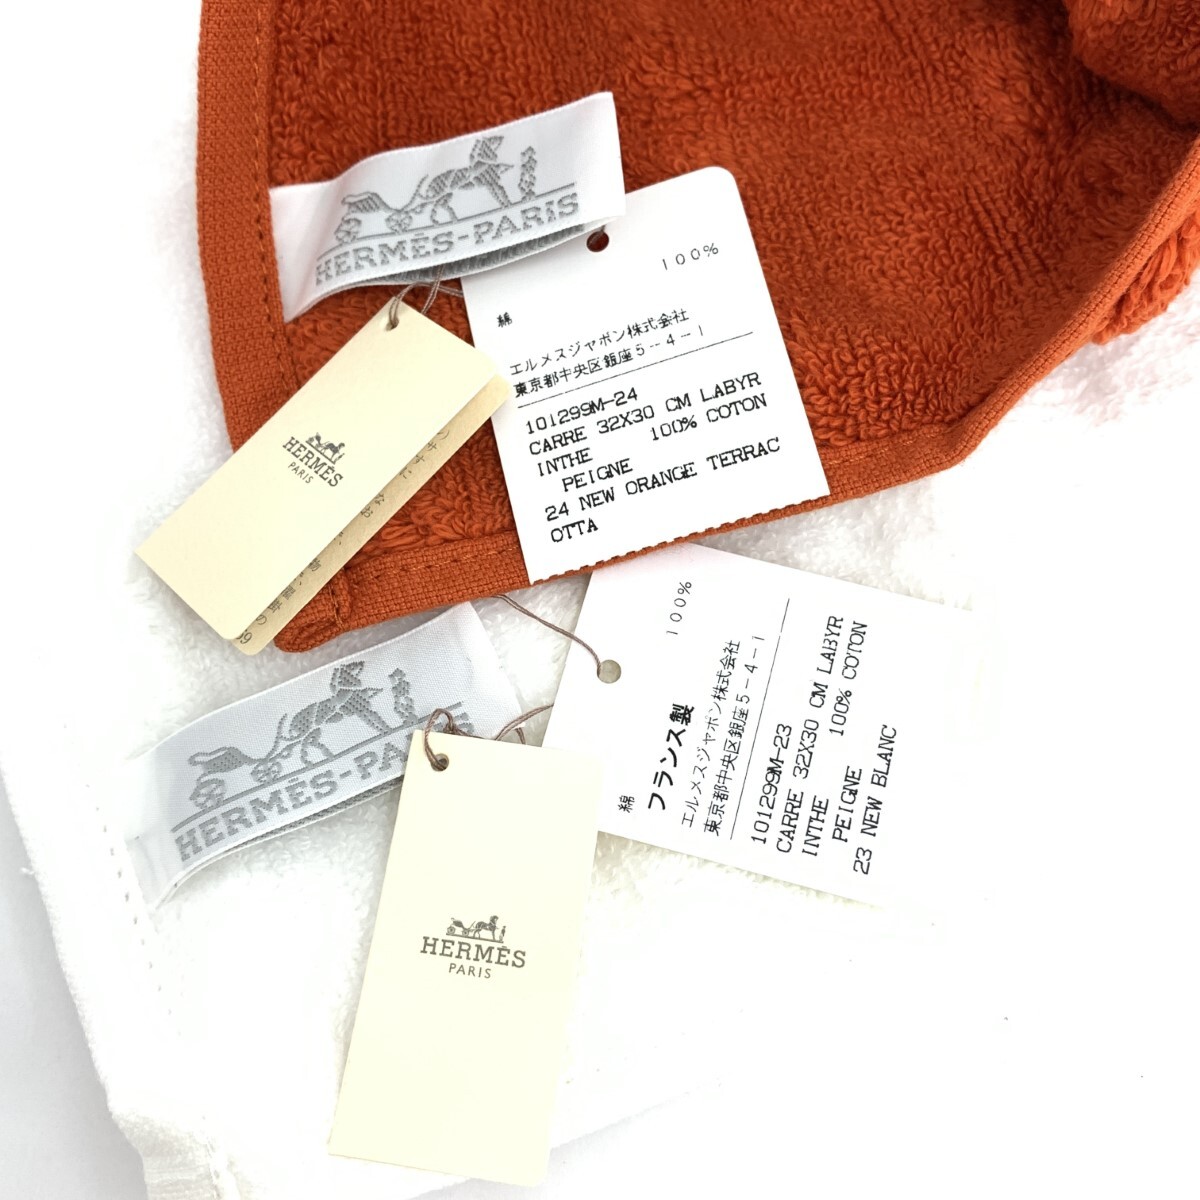 HERMÈS-PARIS
100%
綿
エルメスジャポン株式会社
東京都中央区銀座5-4-1
101299M-24
CARRE 32X30 CM LABYR
INTHE 100% COTON
PEIGNE
24 NEW ORANGE TERRAC
OTTA
HERMÈS
PARIS
HERMÈS-PA
100%
綿
フランス製
エルメスジャポン株式会社
東京都中央区銀座5-4-1
101299M-23
CARRE 32X30 CM LABYR
INTHE 100% COTON
PEIGNE
23 NEW BLANC
HERMÈS
PARIS